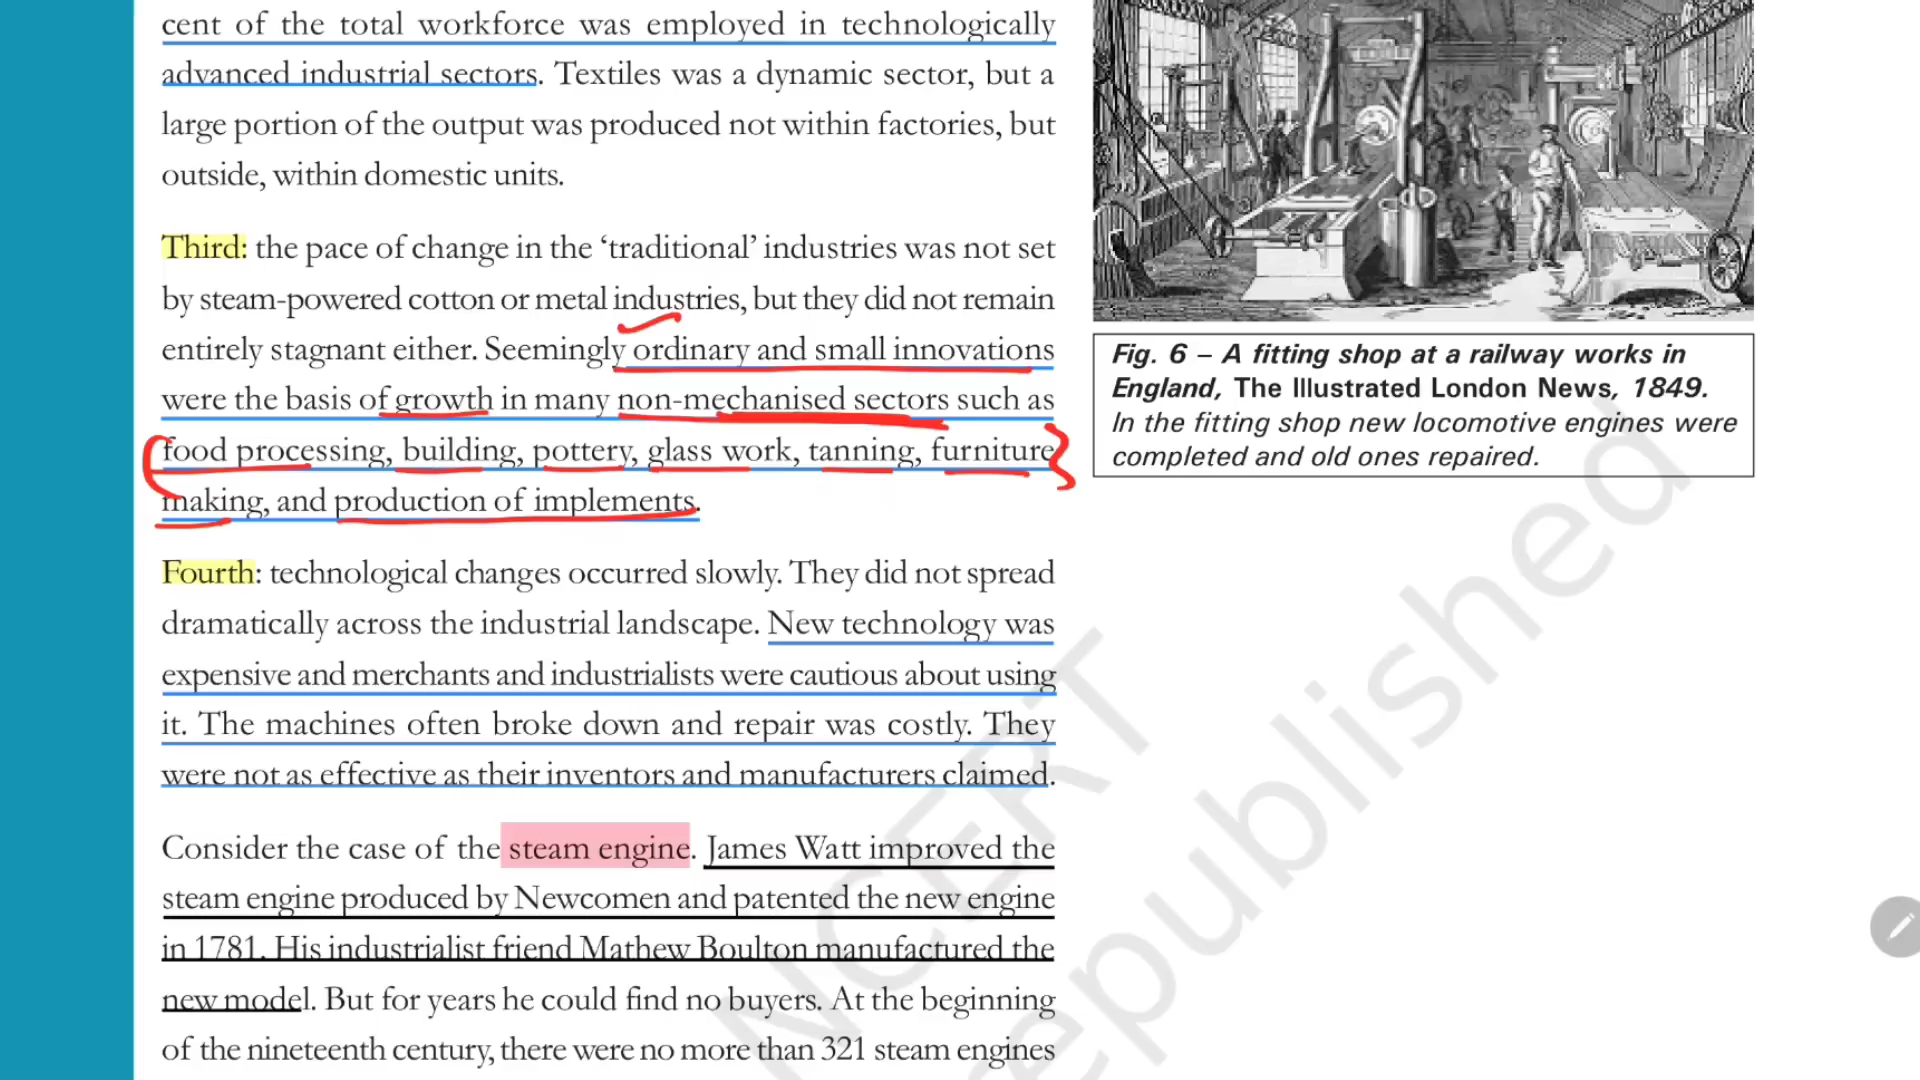 cent of the total workforce was employed in technologically
advanced industrial sectors. Textiles was a dynamic sector, but a
large portion of the output was produced not within factories, but
outside, within domestic units.
Third: the pace of change in the ‘traditional’ industries was not set
by steam-powered cotton or metal industries, but they did not remain
entirely stagnant either. Seemingly ordinary and small innovations
were the basis of growth in many non-mechanised sectors such as
food processing, building, pottery, glass work, tanning, furniture
making, and production of implements.
Fourth: technological changes occurred slowly. They did not spread
dramatically across the industrial landscape. New technology was
expensive and merchants and industrialists were cautious about using
it. The machines often broke down and repair was costly. They
were not as effective as their inventors and manufacturers claimed.
Consider the case of the steam engine. James Watt improved the
steam engine produced by Newcomen and patented the new engine
in 1781. His industrialist friend Mathew Boulton manufactured the
new model. But for years he could find no buyers. At the beginning
of the nineteenth century, there were no more than 321 steam engines
Fig. 6 – A fitting shop at a railway works in
England, The Illustrated London News, 1849.
In the fitting shop new locomotive engines were
completed and old ones repaired.
NCERT
republished